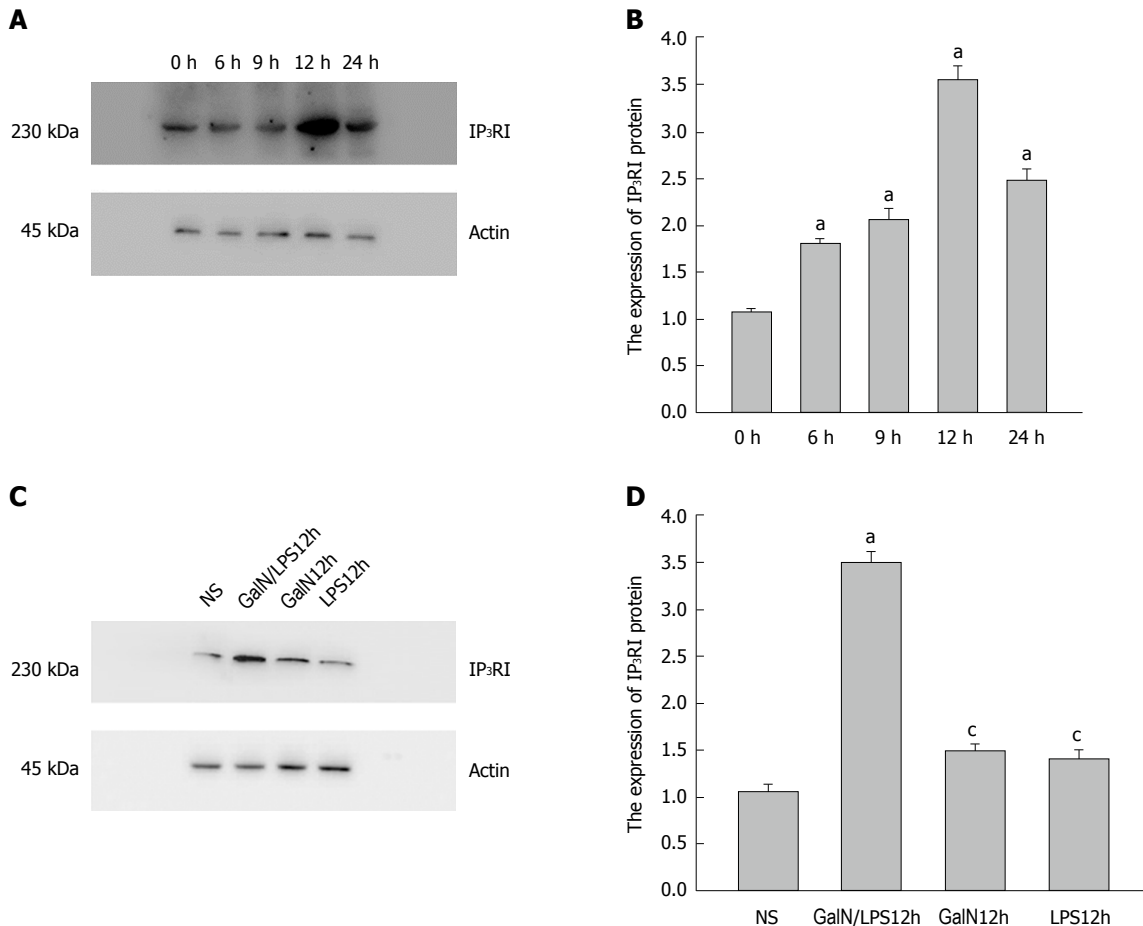 A
0 h 6 h 9 h 12 h 24 h
230 kDa
IP₃RI
45 kDa
Actin
B
The expression of IP₃RI protein
4.0
3.5
3.0
2.5
2.0
1.5
1.0
0.5
0.0
a
a
a
a
0 h 6 h 9 h 12 h 24 h
C
NS GalN/LPS12h GalN12h LPS12h
230 kDa
IP₃RI
45 kDa
Actin
D
The expression of IP₃RI protein
4.0
3.5
3.0
2.5
2.0
1.5
1.0
0.5
0.0
a
c
c
NS GalN/LPS12h GalN12h LPS12h